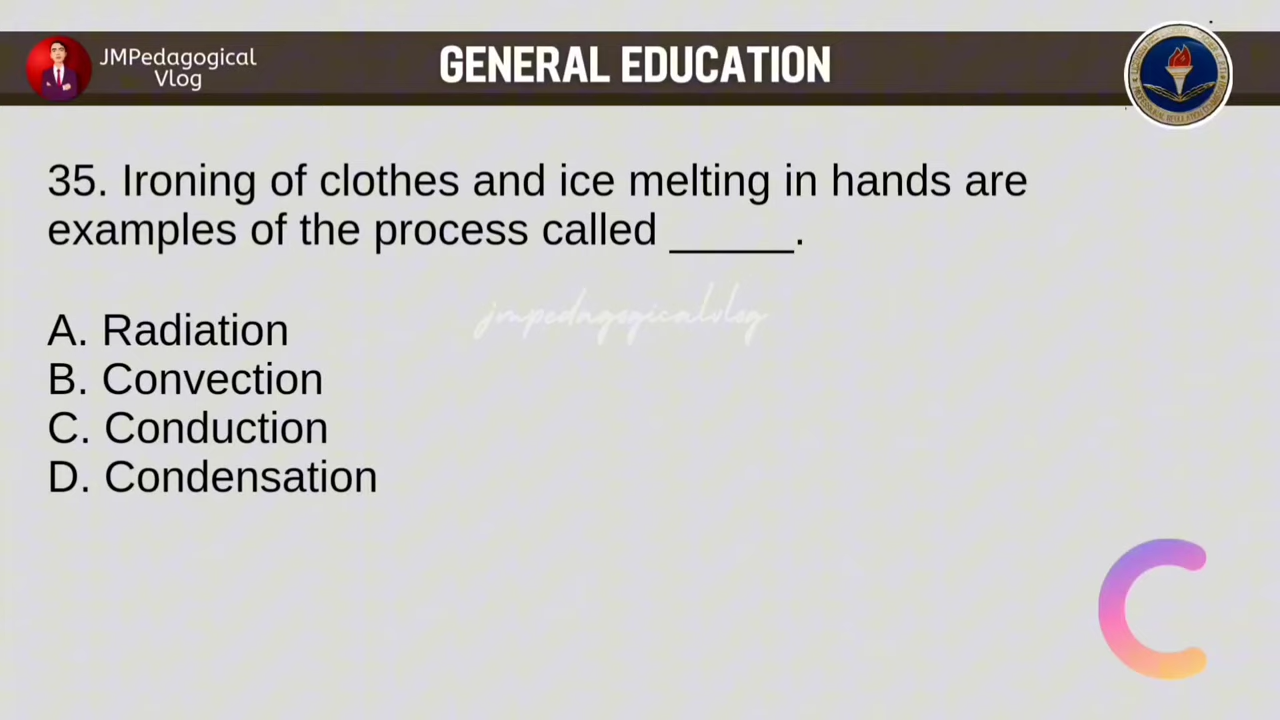 JMPedagogical
Vlog
GENERAL EDUCATION
35. Ironing of clothes and ice melting in hands are
examples of the process called _____.
jmpedagogicalvlog
A. Radiation
B. Convection
C. Conduction
D. Condensation
C